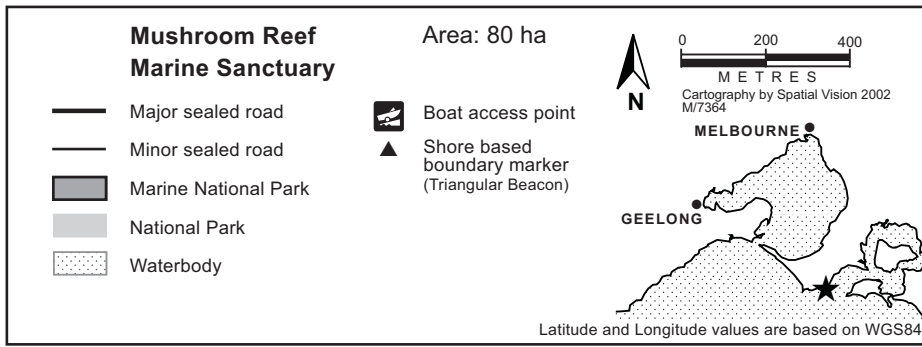 Mushroom Reef
Marine Sanctuary
Major sealed road
Minor sealed road
Marine National Park
National Park
Waterbody
Area: 80 ha
Boat access point
Shore based
boundary marker
(Triangular Beacon)
N
0 200 400
METRES
Cartography by Spatial Vision 2002
M/7364
MELBOURNE
GEELONG
Latitude and Longitude values are based on WGS84